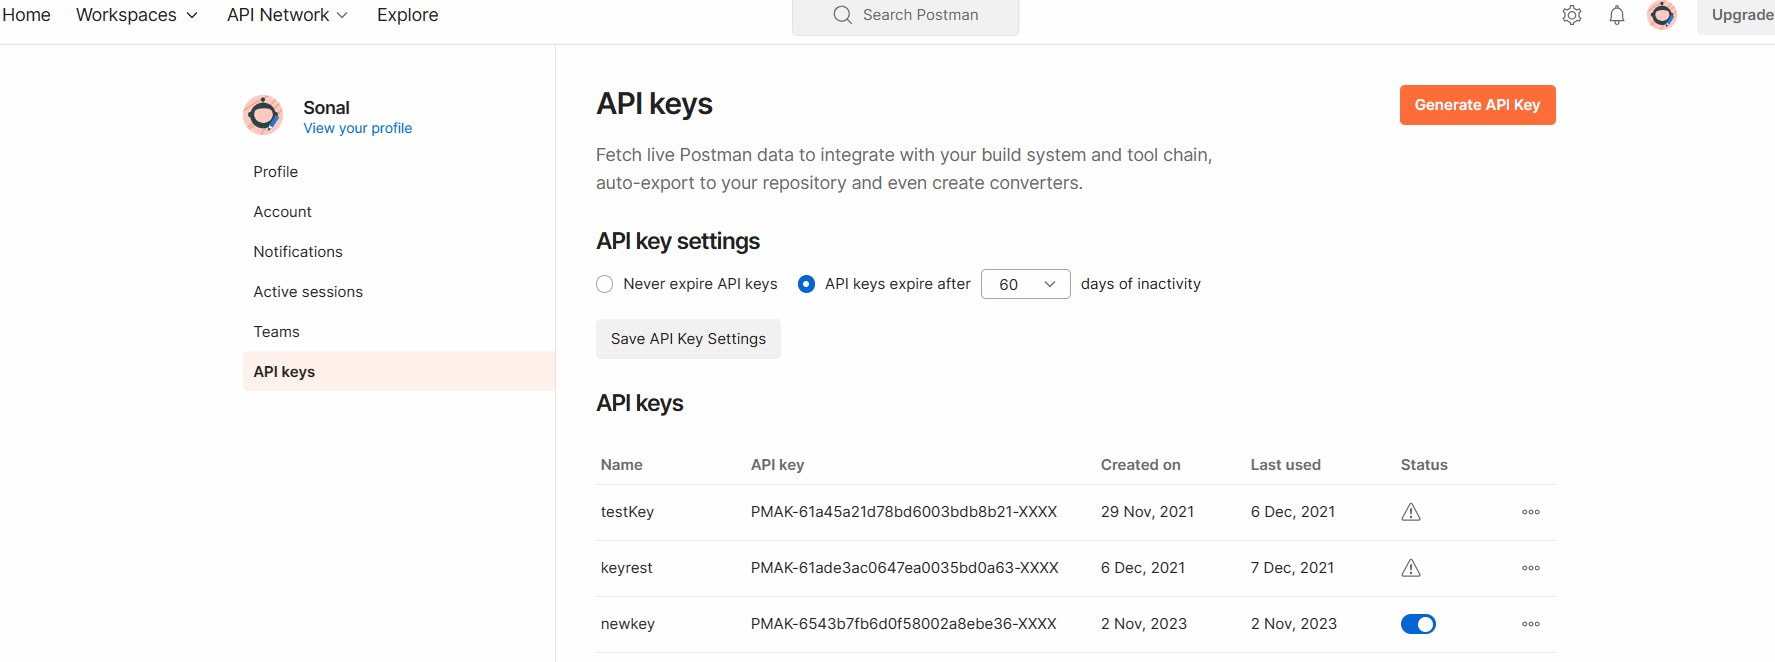 Home Workspaces API Network Explore Search Postman Upgrade
Sonal
View your profile
Profile
Account
Notifications
Active sessions
Teams
API keys
API keys
Generate API Key
Fetch live Postman data to integrate with your build system and tool chain,
auto-export to your repository and even create converters.
API key settings
Never expire API keys API keys expire after 60 days of inactivity
Save API Key Settings
API keys
Name API key Created on Last used Status
testKey PMAK-61a45a21d78bd6003bdb8b21-XXXX 29 Nov, 2021 6 Dec, 2021
keyrest PMAK-61ade3ac0647ea0035bd0a63-XXXX 6 Dec, 2021 7 Dec, 2021
newkey PMAK-6543b7fb6d0f58002a8ebe36-XXXX 2 Nov, 2023 2 Nov, 2023